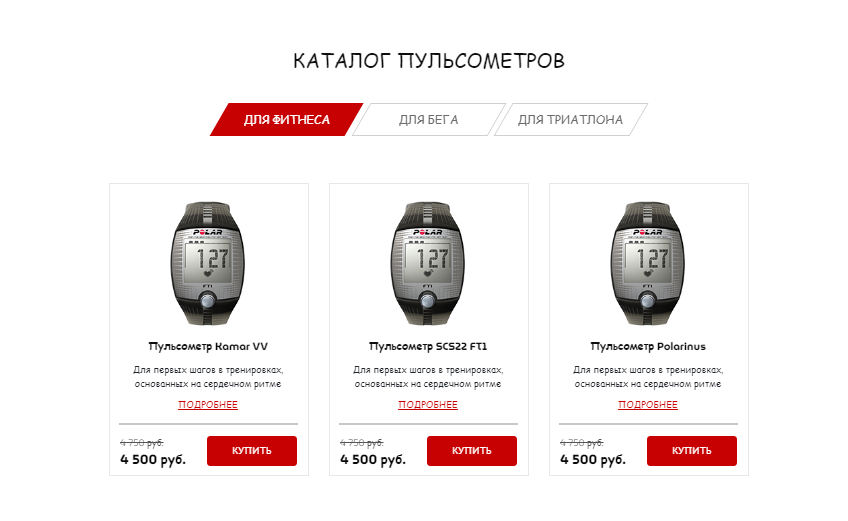 КАТАЛОГ ПУЛЬСОМЕТРОВ
ДЛЯ ФИТНЕСА
ДЛЯ БЕГА
ДЛЯ ТРИАТЛОНА
POLAR
127
FT1
POLAR
127
FT1
POLAR
127
FT1
Пульсометр Kamar VV
Пульсометр SCS22 FT1
Пульсометр Polarinus
Для первых шагов в тренировках,
основанных на сердечном ритме
Для первых шагов в тренировках,
основанных на сердечном ритме
Для первых шагов в тренировках,
основанных на сердечном ритме
ПОДРОБНЕЕ
ПОДРОБНЕЕ
ПОДРОБНЕЕ
4 750 руб.
4 500 руб.
КУПИТЬ
4 750 руб.
4 500 руб.
КУПИТЬ
4 750 руб.
4 500 руб.
КУПИТЬ